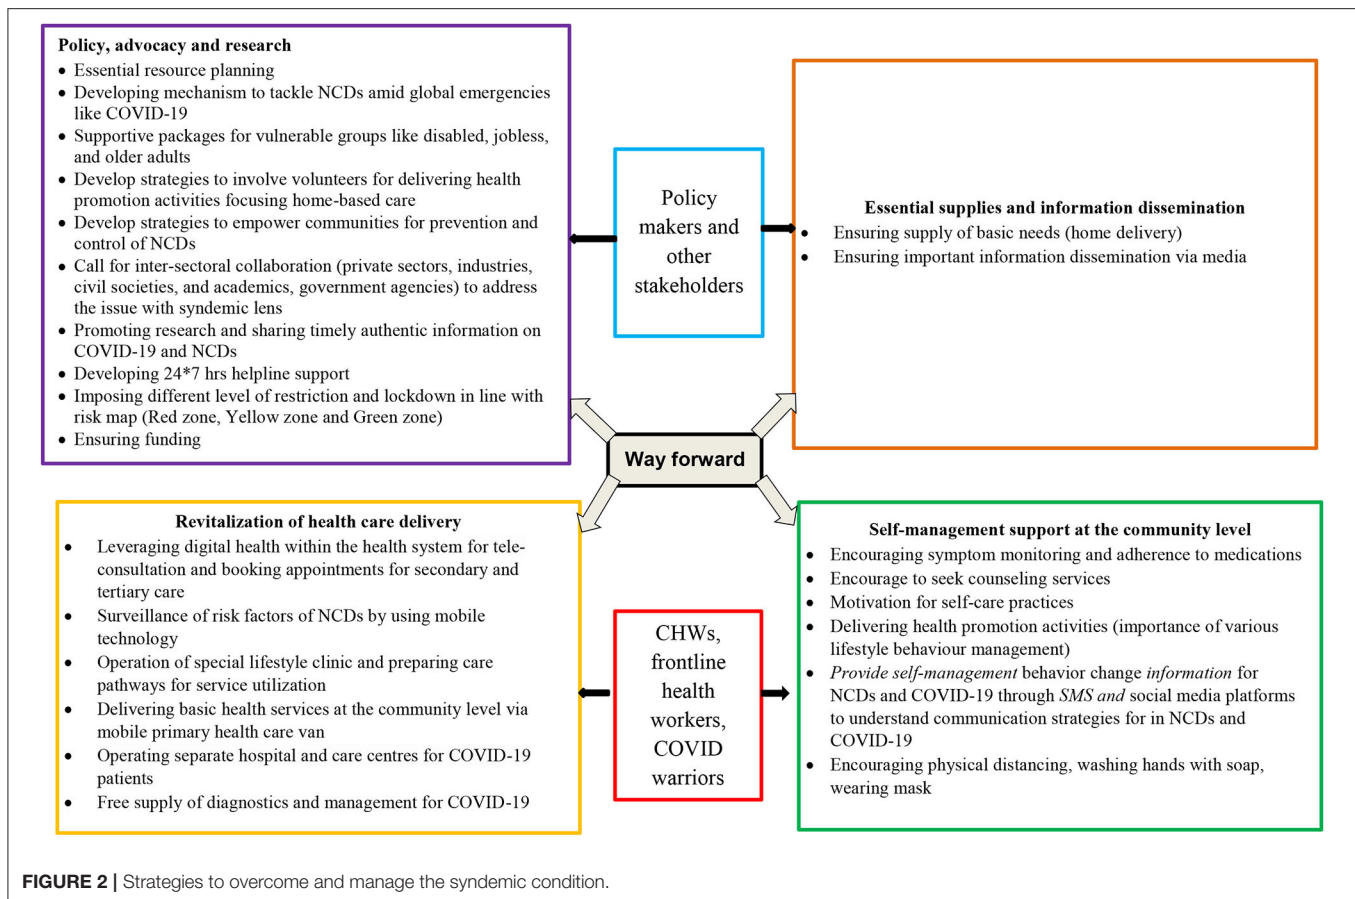 Policy, advocacy and research
• Essential resource planning
• Developing mechanism to tackle NCDs amid global emergencies
like COVID-19
• Supportive packages for vulnerable groups like disabled, jobless,
and older adults
• Develop strategies to involve volunteers for delivering health
promotion activities focusing home-based care
• Develop strategies to empower communities for prevention and
control of NCDs
• Call for inter-sectoral collaboration (private sectors, industries,
civil societies, and academics, government agencies) to address
the issue with syndemic lens
• Promoting research and sharing timely authentic information on
COVID-19 and NCDs
• Developing 24*7 hrs helpline support
• Imposing different level of restriction and lockdown in line with
risk map (Red zone, Yellow zone and Green zone)
• Ensuring funding
Policy
makers and
other
stakeholders
Essential supplies and information dissemination
• Ensuring supply of basic needs (home delivery)
• Ensuring important information dissemination via media
Way forward
Revitalization of health care delivery
• Leveraging digital health within the health system for tele-
consultation and booking appointments for secondary and
tertiary care
• Surveillance of risk factors of NCDs by using mobile
technology
• Operation of special lifestyle clinic and preparing care
pathways for service utilization
• Delivering basic health services at the community level via
mobile primary health care van
• Operating separate hospital and care centres for COVID-19
patients
• Free supply of diagnostics and management for COVID-19
CHWs,
frontline
health
workers,
COVID
warriors
Self-management support at the community level
• Encouraging symptom monitoring and adherence to medications
• Encourage to seek counseling services
• Motivation for self-care practices
• Delivering health promotion activities (importance of various
lifestyle behaviour management)
• Provide self-management behavior change information for
NCDs and COVID-19 through SMS and social media platforms
to understand communication strategies for in NCDs and
COVID-19
• Encouraging physical distancing, washing hands with soap,
wearing mask
FIGURE 2 | Strategies to overcome and manage the syndemic condition.